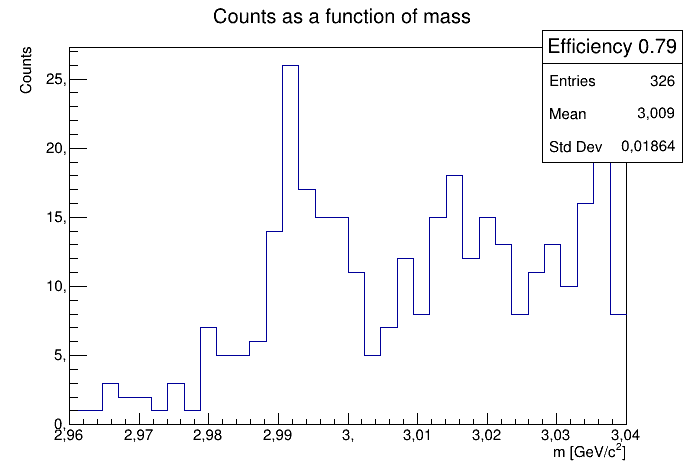 Counts as a function of mass
Efficiency 0.79
Entries 326
Mean 3,009
Std Dev 0,01864
Counts
25,
20,
15,
10,
5,
0,
2,96 2,97 2,98 2,99 3, 3,01 3,02 3,03 3,04
m [GeV/c²]